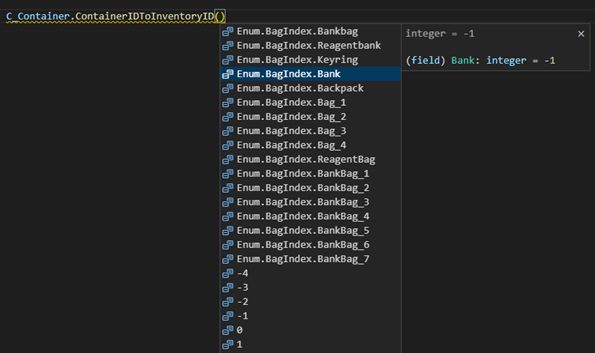 C_Container.ContainerIDToInventoryID()
Enum.BagIndex.Bankbag
Enum.BagIndex.Reagentbank
Enum.BagIndex.Keyring
Enum.BagIndex.Bank
Enum.BagIndex.Backpack
Enum.BagIndex.Bag_1
Enum.BagIndex.Bag_2
Enum.BagIndex.Bag_3
Enum.BagIndex.Bag_4
Enum.BagIndex.ReagentBag
Enum.BagIndex.BankBag_1
Enum.BagIndex.BankBag_2
Enum.BagIndex.BankBag_3
Enum.BagIndex.BankBag_4
Enum.BagIndex.BankBag_5
Enum.BagIndex.BankBag_6
Enum.BagIndex.BankBag_7
-4
-3
-2
-1
0
1
integer = -1
(field) Bank: integer = -1